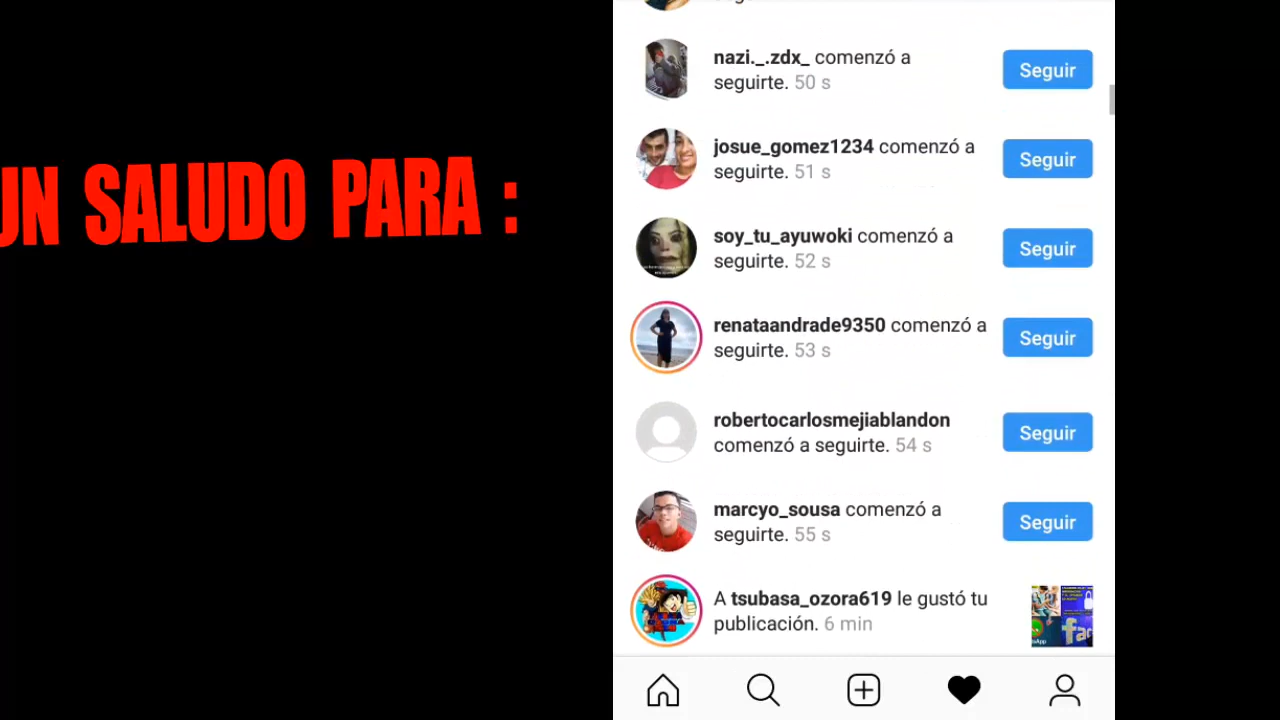 UN SALUDO PARA :
nazi._.zdx_ comenzó a
seguirte. 50 s
Seguir
josue_gomez1234 comenzó a
seguirte. 51 s
Seguir
soy_tu_ayuwoki comenzó a
seguirte. 52 s
Seguir
renataandrade9350 comenzó a
seguirte. 53 s
Seguir
robertocarlosmejiablandon
comenzó a seguirte. 54 s
Seguir
marcyo_sousa comenzó a
seguirte. 55 s
Seguir
A tsubasa_ozora619 le gustó tu
publicación. 6 min